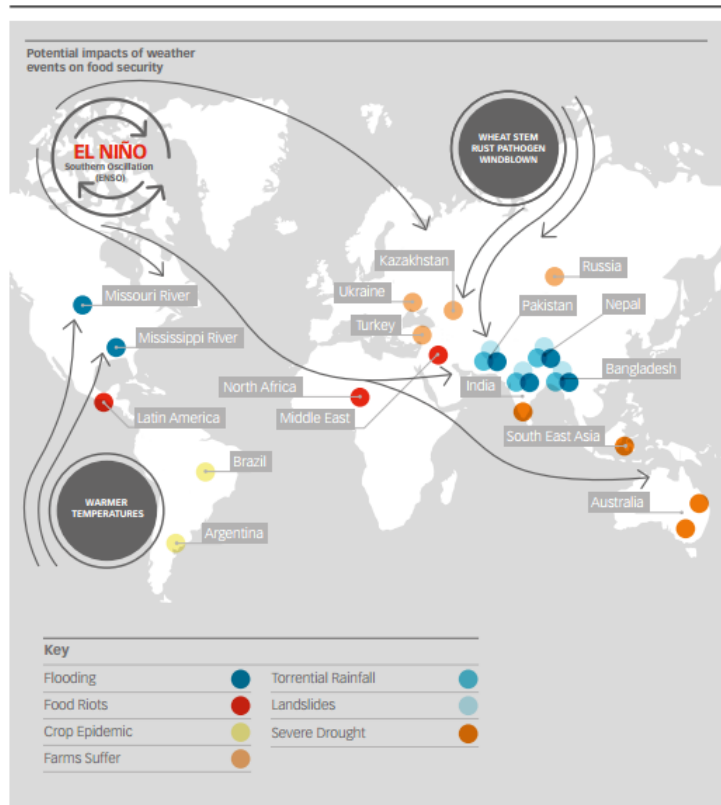 Potential impacts of weather
events on food security
EL NIÑO
Southern Oscillation
(ENSO)
WHEAT STEM
RUST PATHOGEN
WINDBLOWN
Kazakhstan
Russia
Missouri River
Ukraine
Pakistan
Nepal
Mississippi River
Turkey
North Africa
India
Bangladesh
Latin America
Middle East
South East Asia
Brazil
WARMER
TEMPERATURES
Australia
Argentina
Key
Flooding
Torrential Rainfall
Food Riots
Landslides
Crop Epidemic
Severe Drought
Farms Suffer